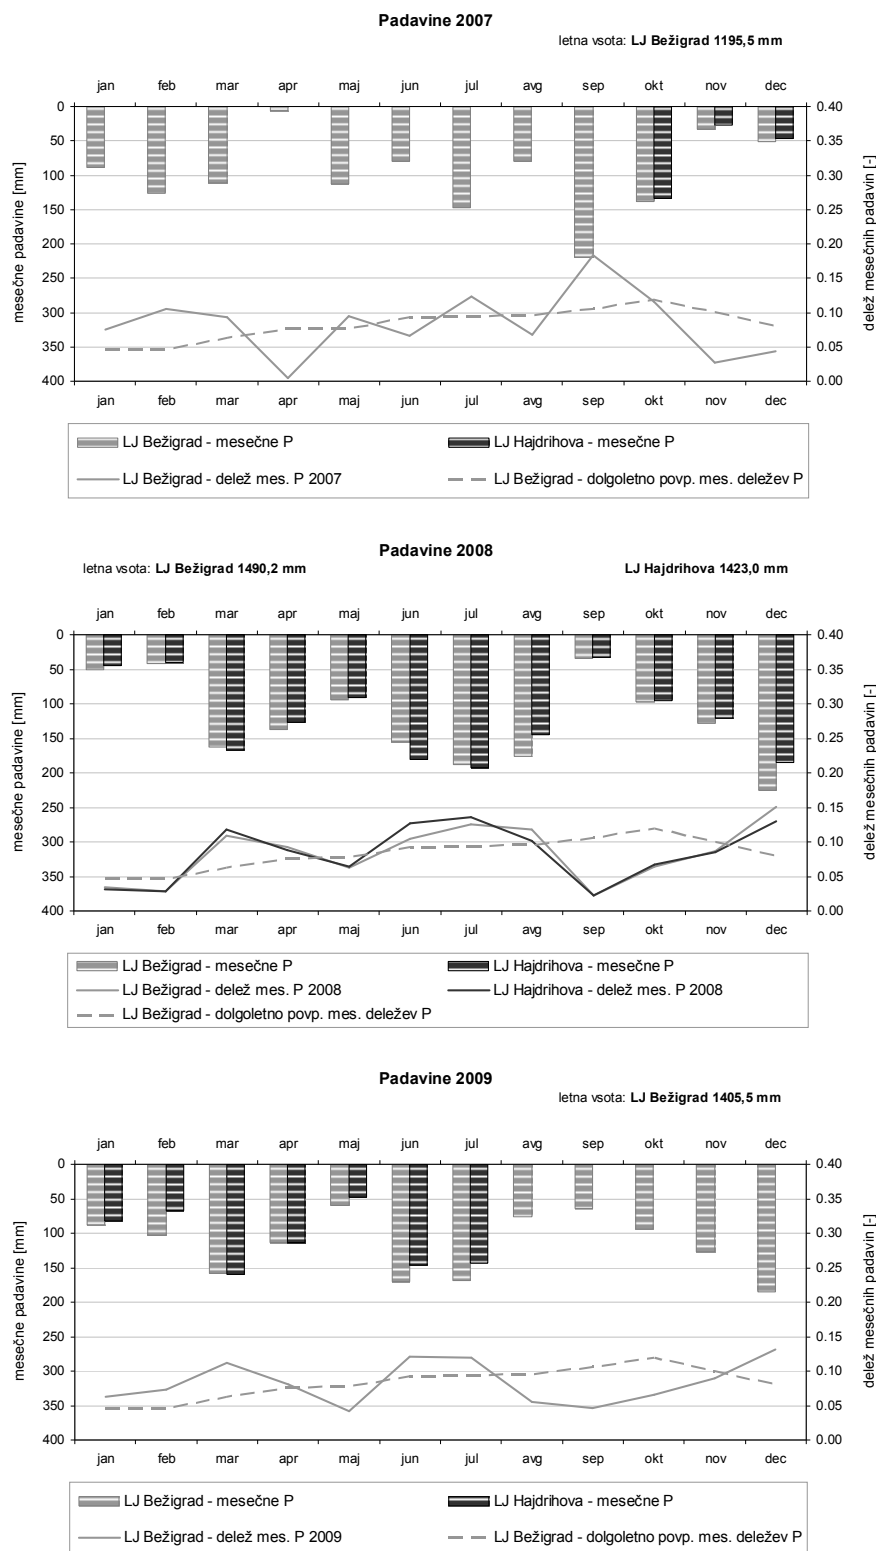 Padavine 2007
letna vsota: LJ Bežigrad 1195,5 mm
jan feb mar apr maj jun jul avg sep okt nov dec
0 0.40
50 0.35
100 0.30
150 0.25
200 0.20
250 0.15
300 0.10
350 0.05
400 0.00
mesečne padavine [mm]
delež mesečnih padavin [-]
jan feb mar apr maj jun jul avg sep okt nov dec
LJ Bežigrad - mesečne P LJ Hajdrihova - mesečne P
LJ Bežigrad - delež mes. P 2007 LJ Bežigrad - dolgoletno povp. mes. deležev P
Padavine 2008
letna vsota: LJ Bežigrad 1490,2 mm LJ Hajdrihova 1423,0 mm
jan feb mar apr maj jun jul avg sep okt nov dec
0 0.40
50 0.35
100 0.30
150 0.25
200 0.20
250 0.15
300 0.10
350 0.05
400 0.00
mesečne padavine [mm]
delež mesečnih padavin [-]
jan feb mar apr maj jun jul avg sep okt nov dec
LJ Bežigrad - mesečne P LJ Hajdrihova - mesečne P
LJ Bežigrad - delež mes. P 2008 LJ Hajdrihova - delež mes. P 2008
LJ Bežigrad - dolgoletno povp. mes. deležev P
Padavine 2009
letna vsota: LJ Bežigrad 1405,5 mm
jan feb mar apr maj jun jul avg sep okt nov dec
0 0.40
50 0.35
100 0.30
150 0.25
200 0.20
250 0.15
300 0.10
350 0.05
400 0.00
mesečne padavine [mm]
delež mesečnih padavin [-]
jan feb mar apr maj jun jul avg sep okt nov dec
LJ Bežigrad - mesečne P LJ Hajdrihova - mesečne P
LJ Bežigrad - delež mes. P 2009 LJ Bežigrad - dolgoletno povp. mes. deležev P